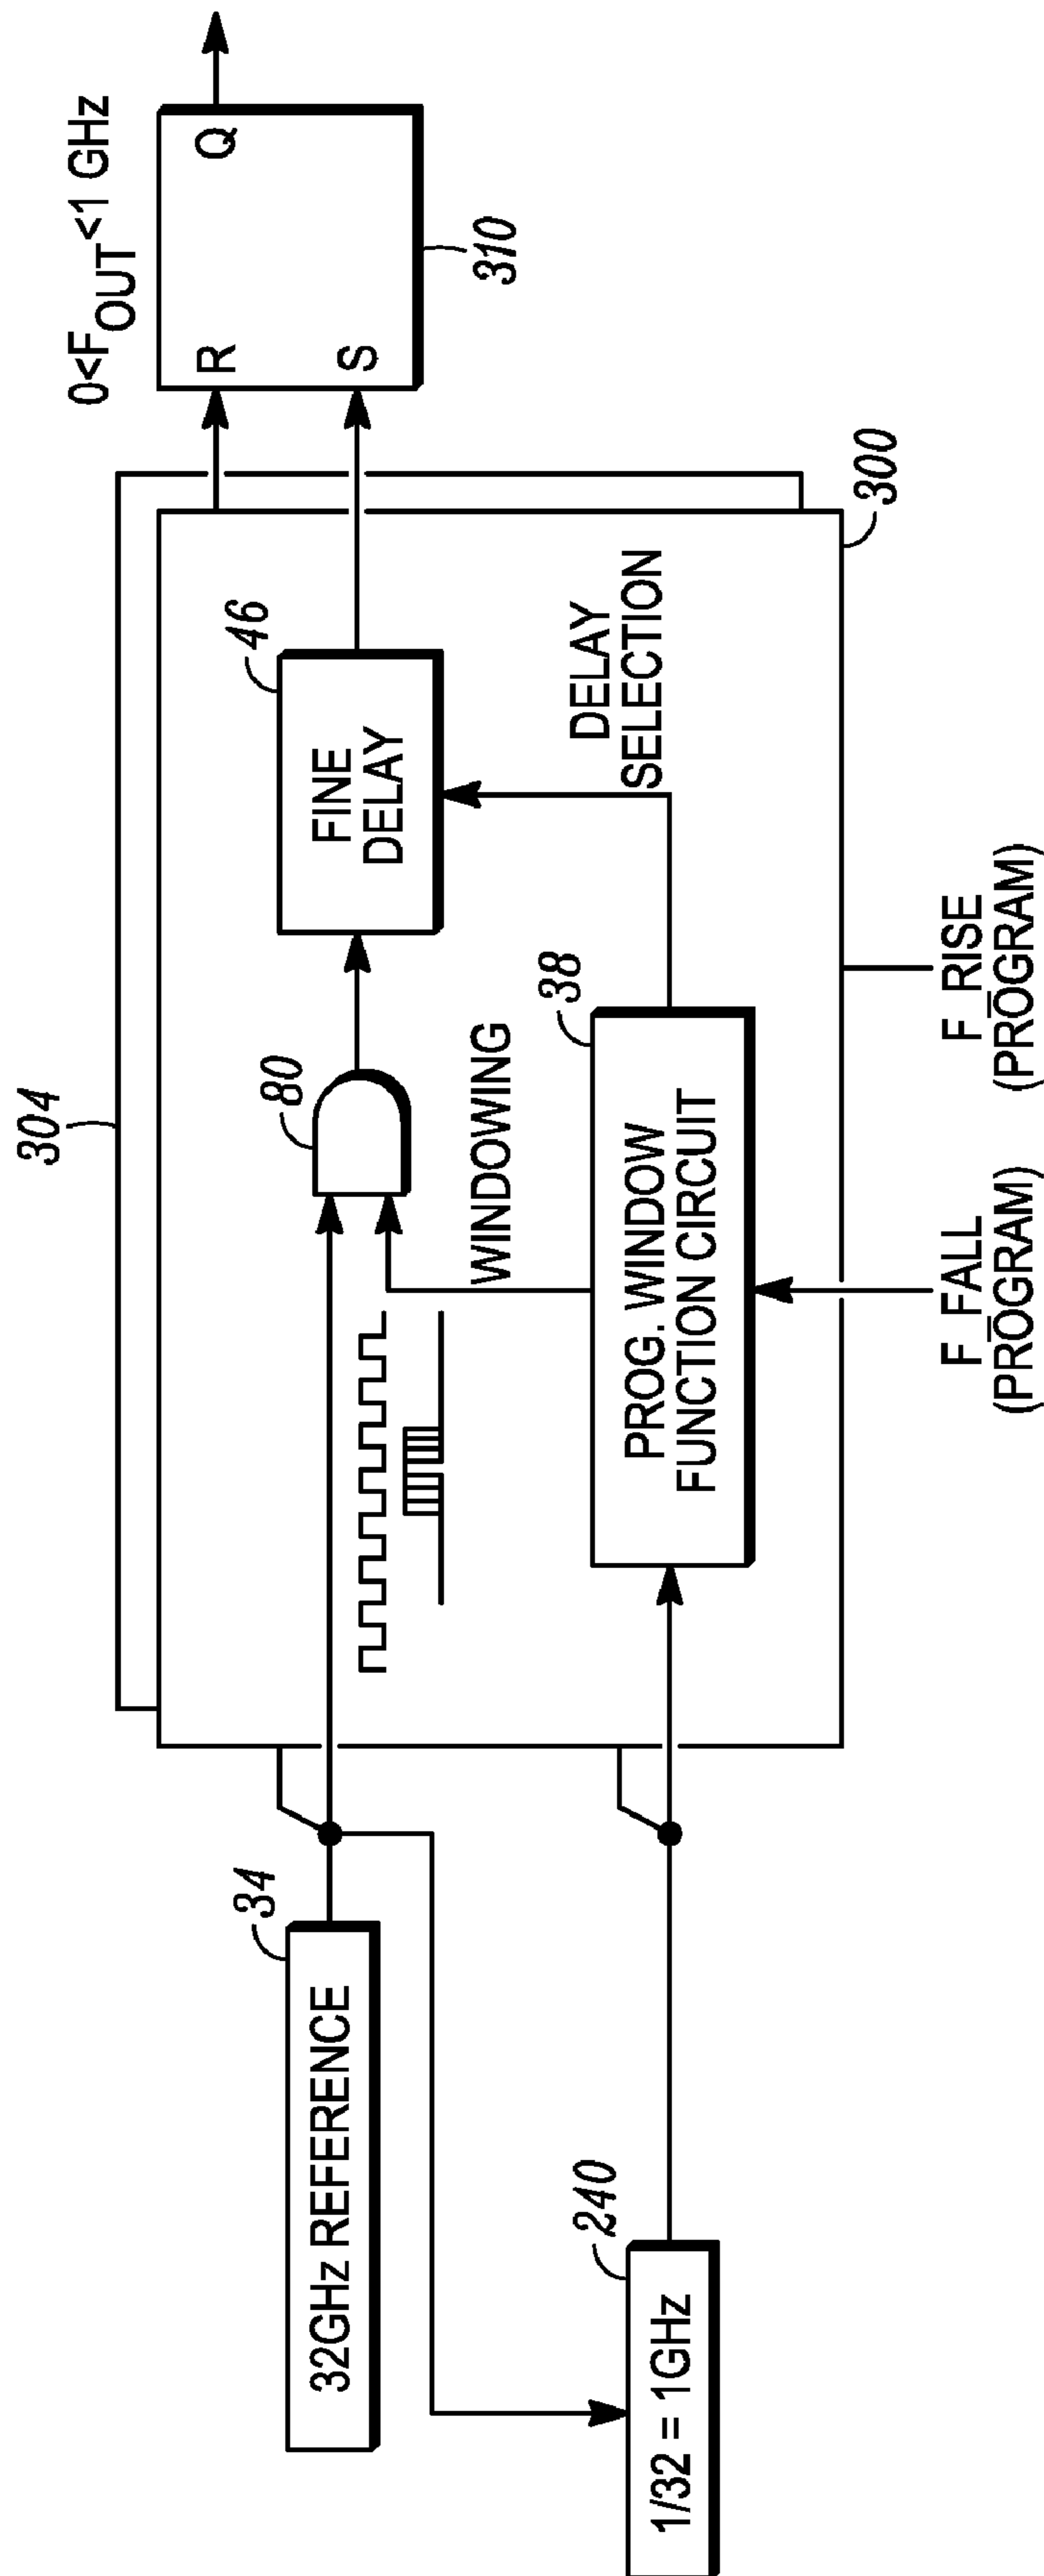 32GHz REFERENCE
34
1/32 = 1GHz
240
304
WINDOWING
80
PROG. WINDOW
FUNCTION CIRCUIT
38
FINE
DELAY
46
DELAY
SELECTION
300
F_FALL
(PROGRAM)
F_RISE
(PROGRAM)
0<FOUT<1 GHz
R
Q
S
310